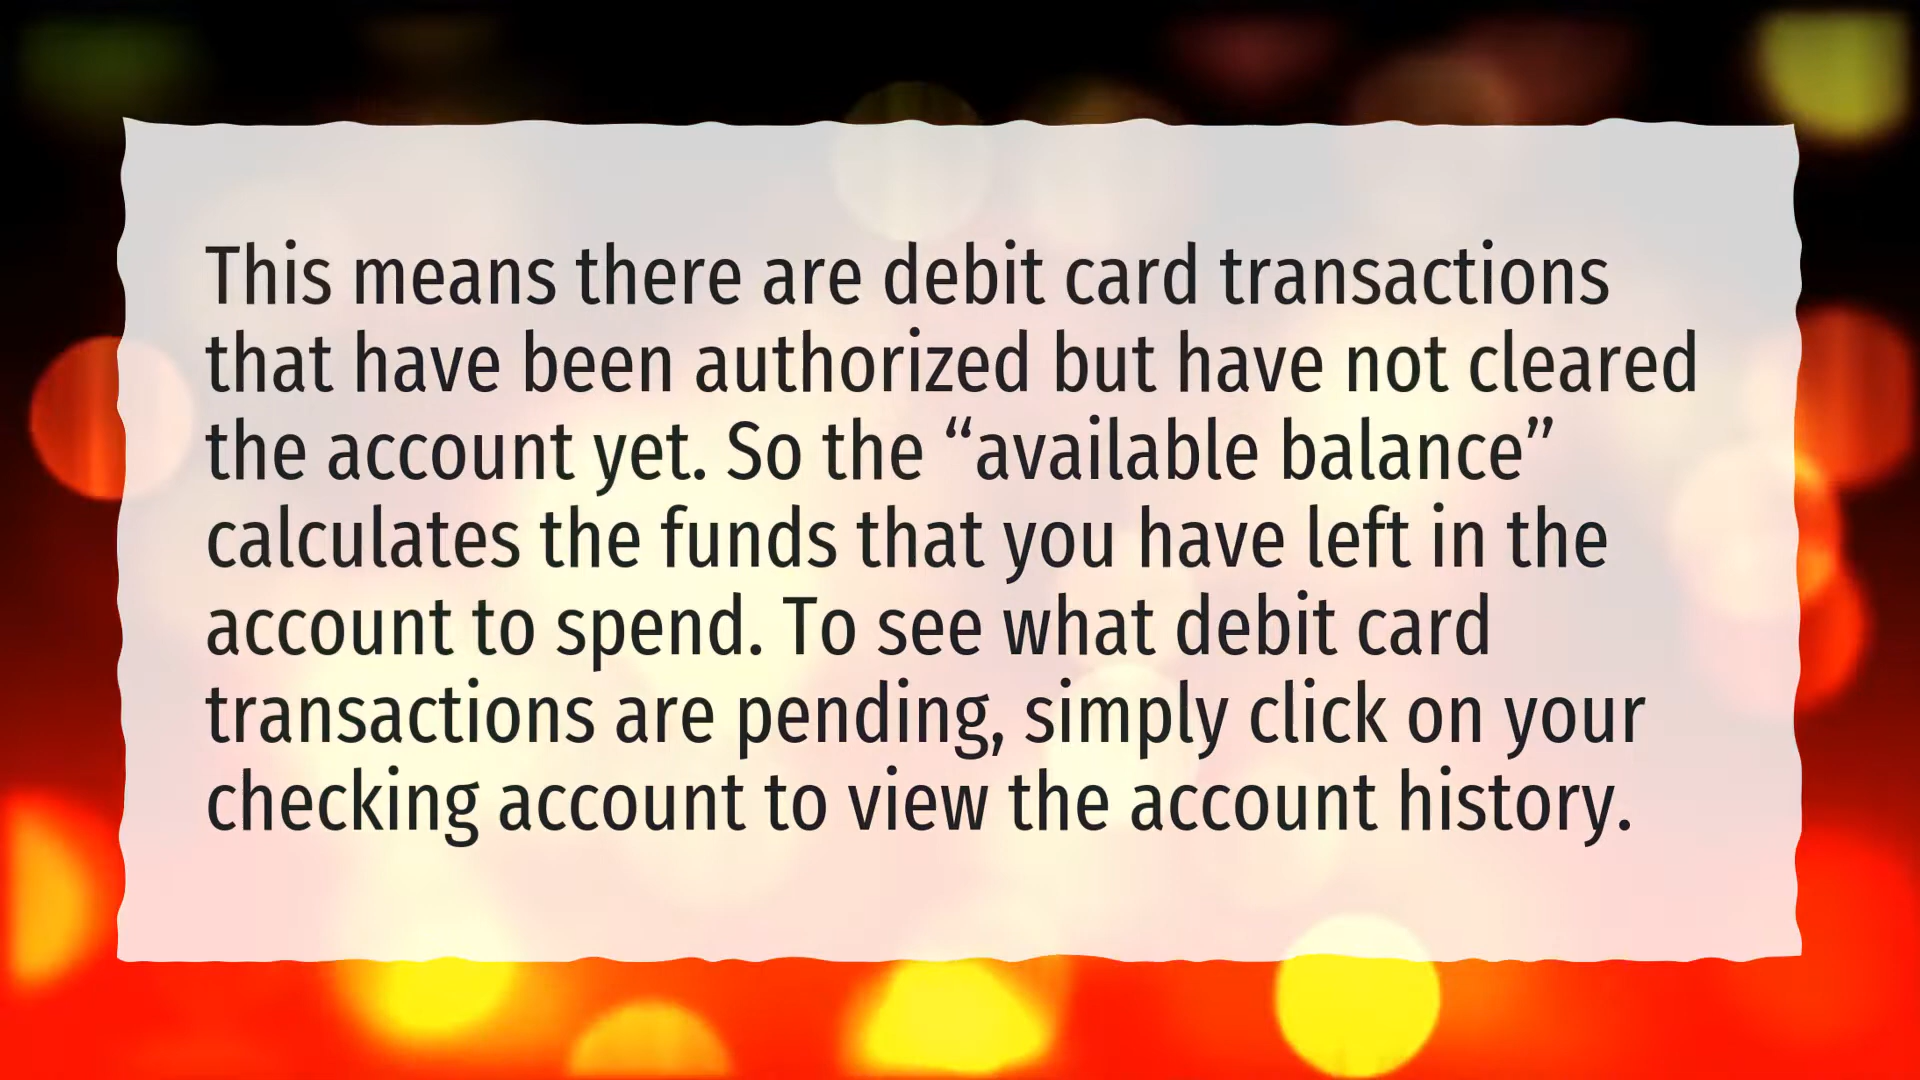 This means there are debit card transactions
that have been authorized but have not cleared
the account yet. So the “available balance”
calculates the funds that you have left in the
account to spend. To see what debit card
transactions are pending, simply click on your
checking account to view the account history.